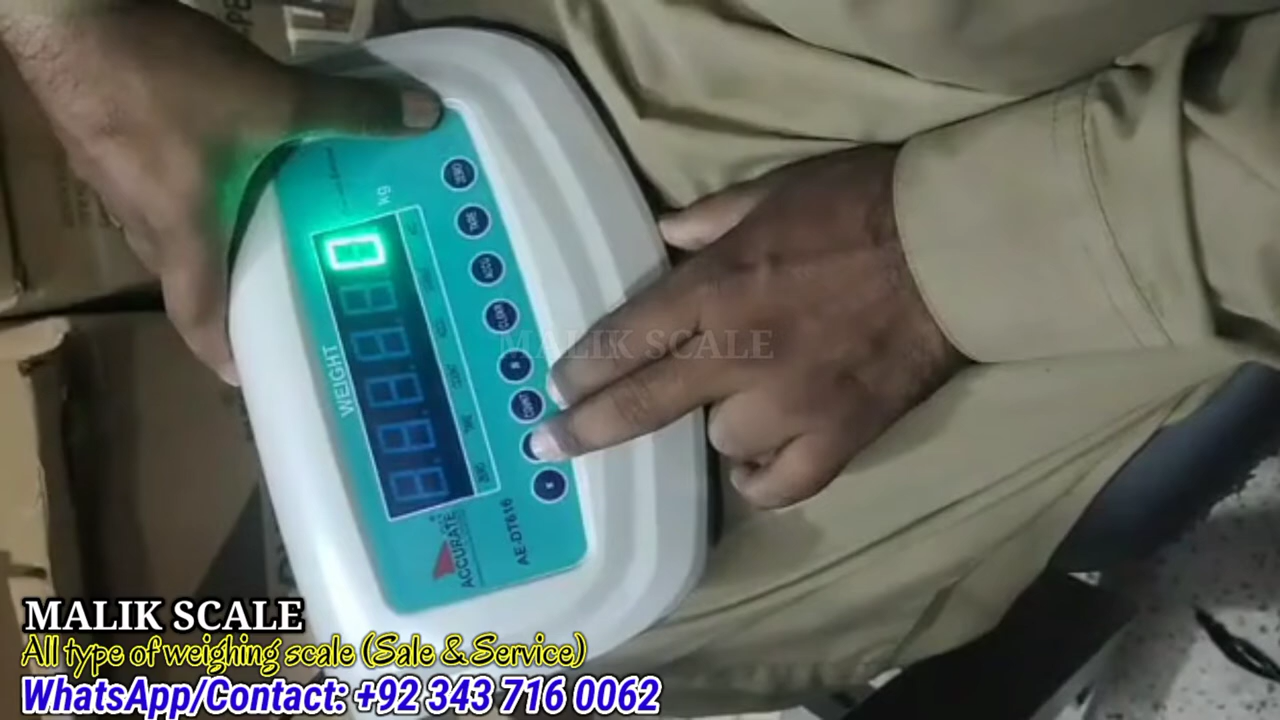 kg
0
WEIGHT
ZERO
TARE
ACCU
COUNT
ACCURATE
AE-DT616
MALIK SCALE
MALIK SCALE
All type of weighing scale (Sale & Service)
WhatsApp/Contact: +92 343 716 0062